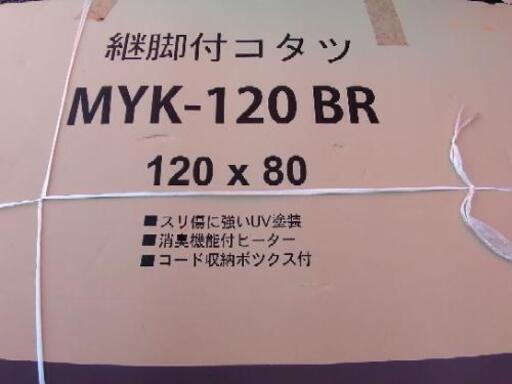 継脚付コタツ
MYK-120 BR
120 x 80
■スリ傷に強いUV塗装
■消臭機能付ヒーター
■コード収納ボツクス付